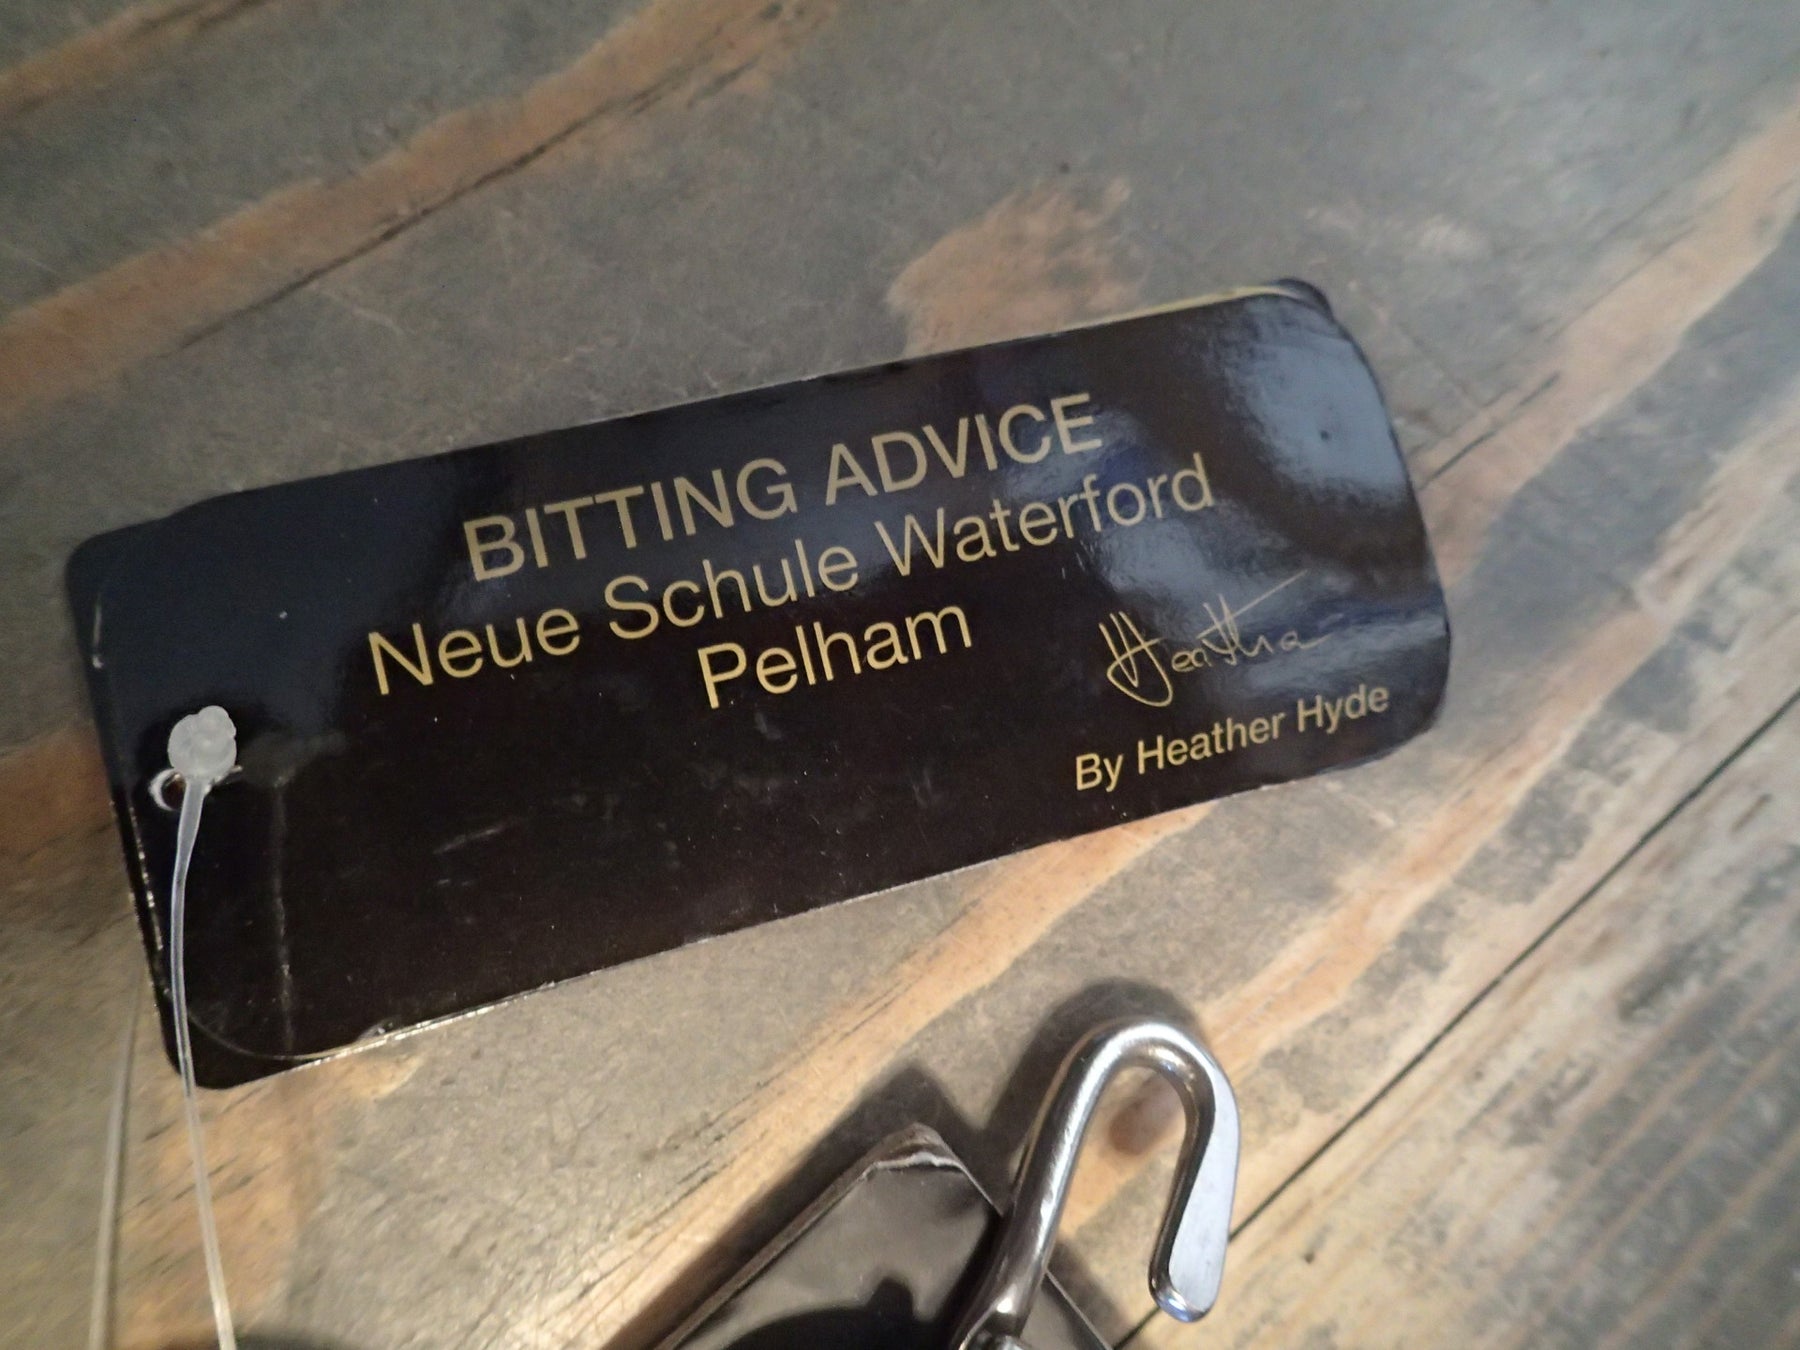 BITTING ADVICE
Neue Schule Waterford
Pelham
Heather
By Heather Hyde